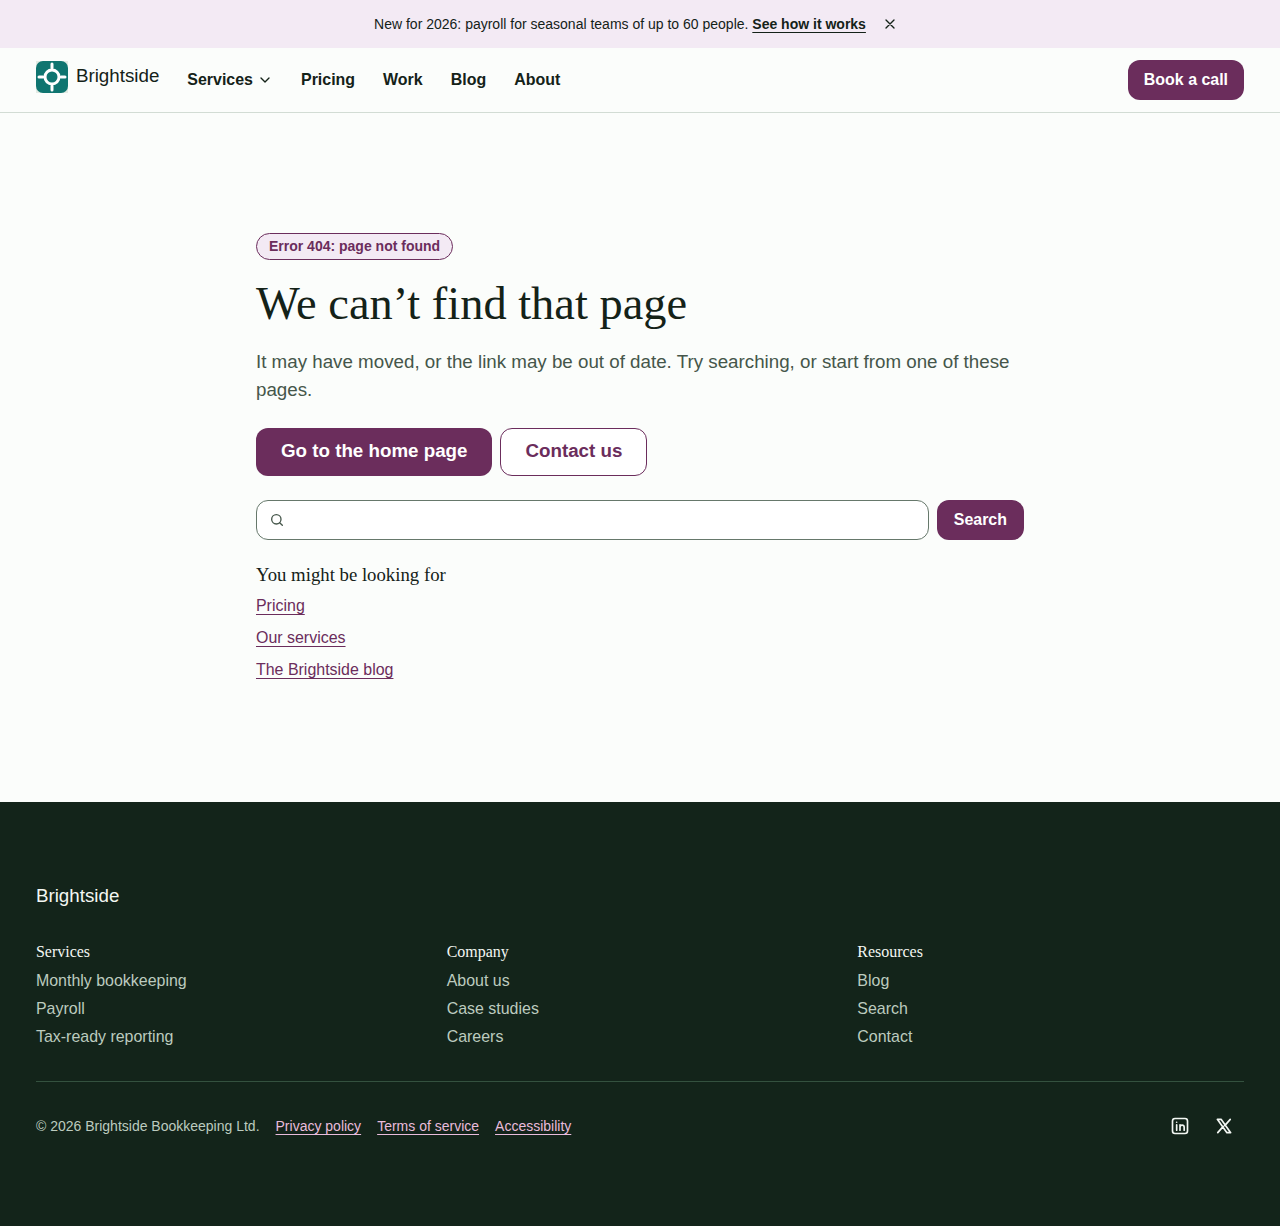 New for 2026: payroll for seasonal teams of up to 60 people. See how it works
Brightside
Services
Pricing
Work
Blog
About
Book a call
Error 404: page not found
We can’t find that page
It may have moved, or the link may be out of date. Try searching, or start from one of these
pages.
Go to the home page
Contact us
Search
You might be looking for
Pricing
Our services
The Brightside blog
Brightside
Services
Monthly bookkeeping
Payroll
Tax-ready reporting
Company
About us
Case studies
Careers
Resources
Blog
Search
Contact
© 2026 Brightside Bookkeeping Ltd.
Privacy policy
Terms of service
Accessibility